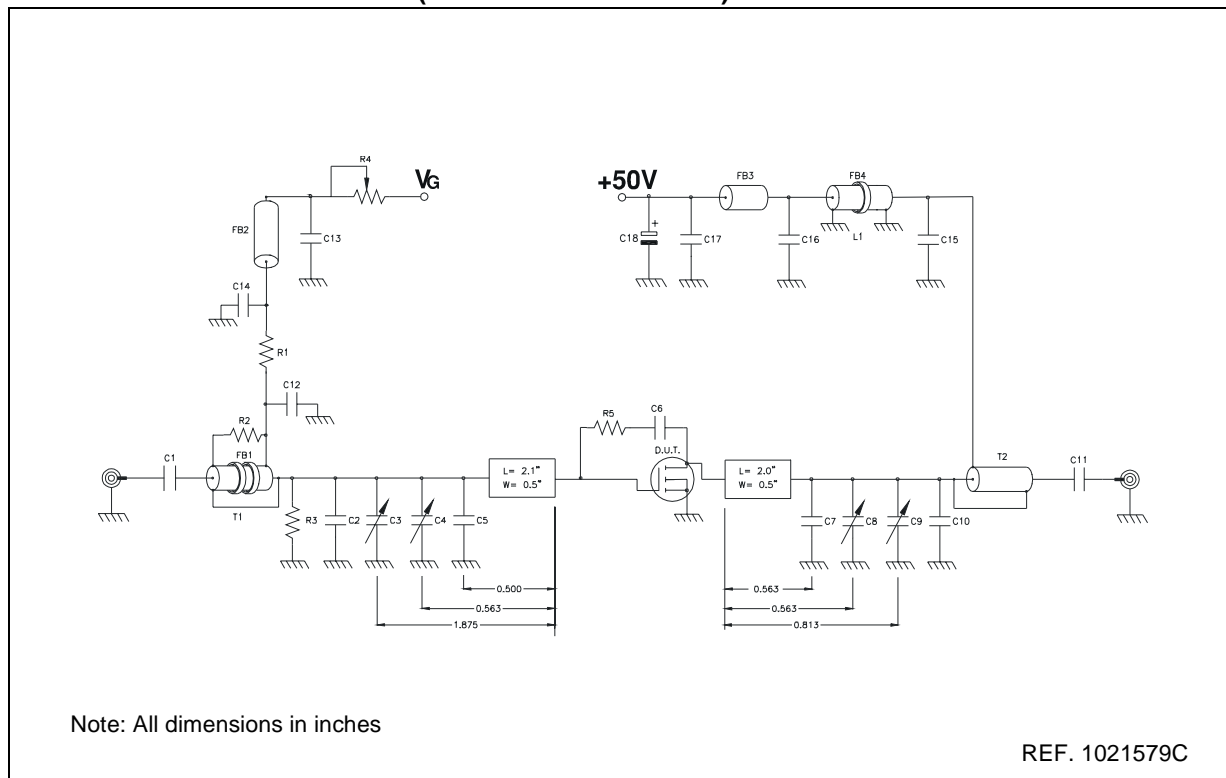 R4
VG
+50V
FB3
FB4
FB2
C13
C18
+
C17
C16
L1
C15
C14
R1
C12
R2
FB1
C1
T1
R3
C2
C3
C4
C5
L= 2.1"
W= 0.5"
R5
C6
D.U.T.
L= 2.0"
W= 0.5"
T2
C11
C7
C8
C9
C10
0.500
0.563
1.875
0.563
0.563
0.813
Note: All dimensions in inches
REF. 1021579C